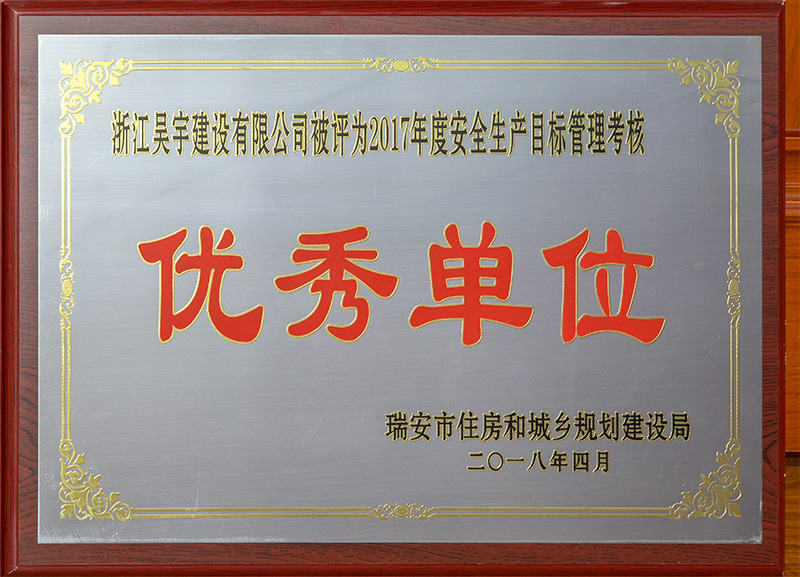 浙江昊宇建设有限公司被评为2017年度安全生产目标管理考核
优秀单位
瑞安市住房和城乡规划建设局
二〇一八年四月